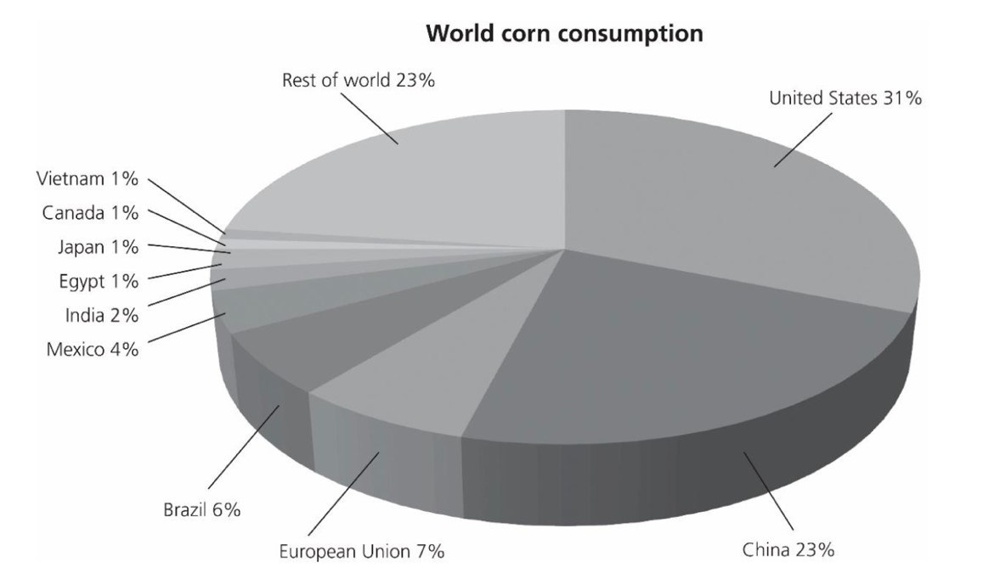 World corn consumption
Rest of world 23%
United States 31%
Vietnam 1%
Canada 1%
Japan 1%
Egypt 1%
India 2%
Mexico 4%
Brazil 6%
European Union 7%
China 23%